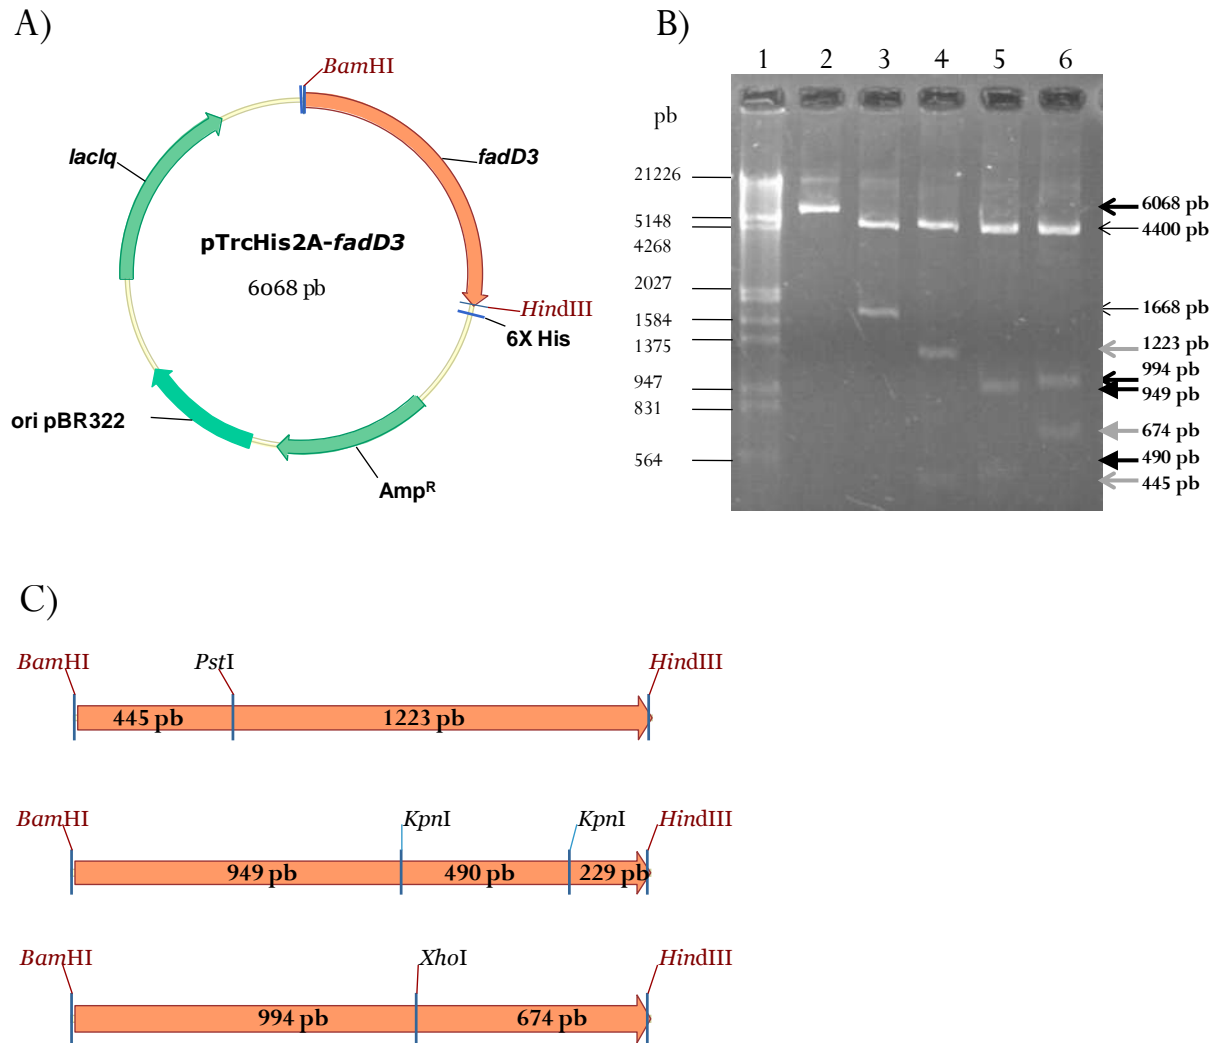 A)
BamHI
lacIq
fadD3
pTrcHis2A-fadD3
6068 pb
HindIII
6X His
ori pBR322
AmpR
B)
1 2 3 4 5 6
pb
21226
5148
4268
2027
1584
1375
947
831
564
6068 pb
4400 pb
1668 pb
1223 pb
994 pb
949 pb
674 pb
490 pb
445 pb
C)
BamHI PstI HindIII
445 pb 1223 pb
BamHI KpnI KpnI HindIII
949 pb 490 pb 229 pb
BamHI XhoI HindIII
994 pb 674 pb